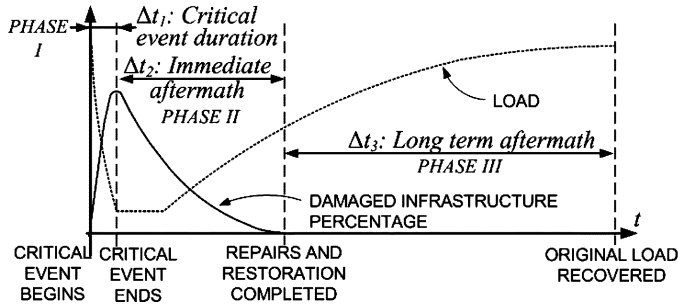 PHASE
I
Δt1: Critical
event duration
Δt2: Immediate
aftermath
PHASE II
LOAD
Δt3: Long term aftermath
PHASE III
DAMAGED INFRASTRUCTURE
PERCENTAGE
t
CRITICAL
EVENT
BEGINS
CRITICAL
EVENT
ENDS
REPAIRS AND
RESTORATION
COMPLETED
ORIGINAL LOAD
RECOVERED